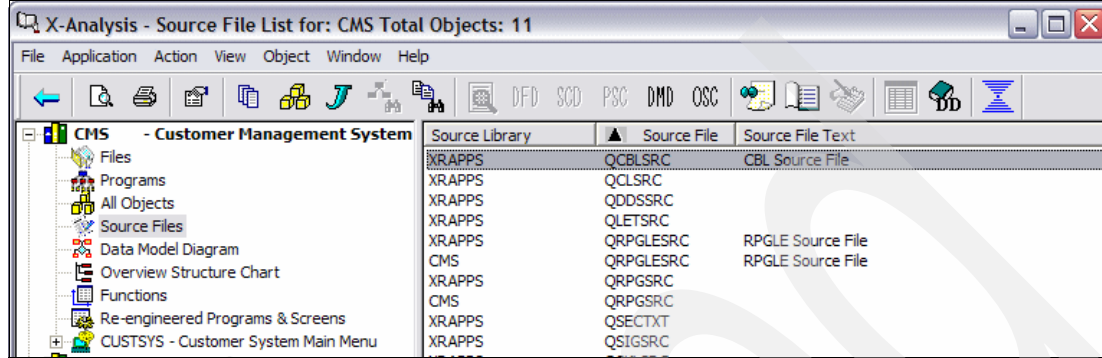 X-Analysis - Source File List for: CMS Total Objects: 11
File Application Action View Object Window Help
J DFD SCD PSC DMD OSC DD
CMS - Customer Management System
Files
Programs
All Objects
Source Files
Data Model Diagram
Overview Structure Chart
Functions
Re-engineered Programs & Screens
CUSTSYS - Customer System Main Menu
Source Library Source File Source File Text
XRAPPS QCBLSRC CBL Source File
XRAPPS QCLSRC
XRAPPS QDDSSRC
XRAPPS QLETSRC
XRAPPS QRPGLESRC RPGLE Source File
CMS QRPGLESRC RPGLE Source File
XRAPPS QRPGSRC
CMS QRPGSRC
XRAPPS QSECTXT
XRAPPS QSIGSRC